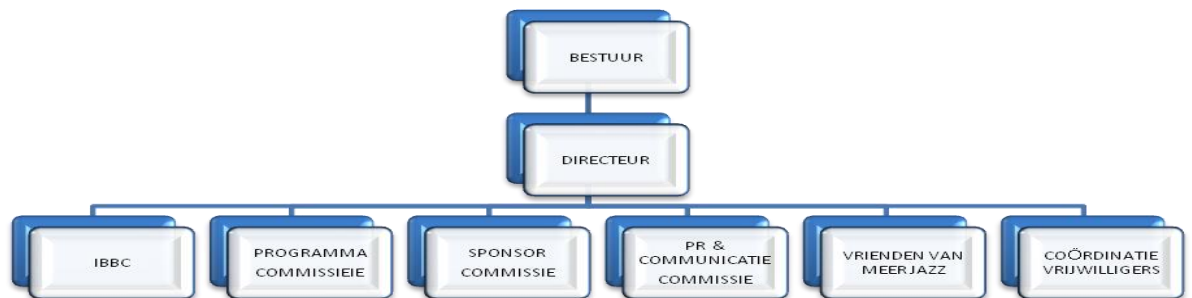 BESTUUR
DIRECTEUR
IBBC
PROGRAMMA
COMMISSIEIE
SPONSOR
COMMISSIE
PR &
COMMUNICATIE
COMMISSIE
VRIENDEN VAN
MEERJAZZ
COÖRDINATIE
VRIJWILLIGERS